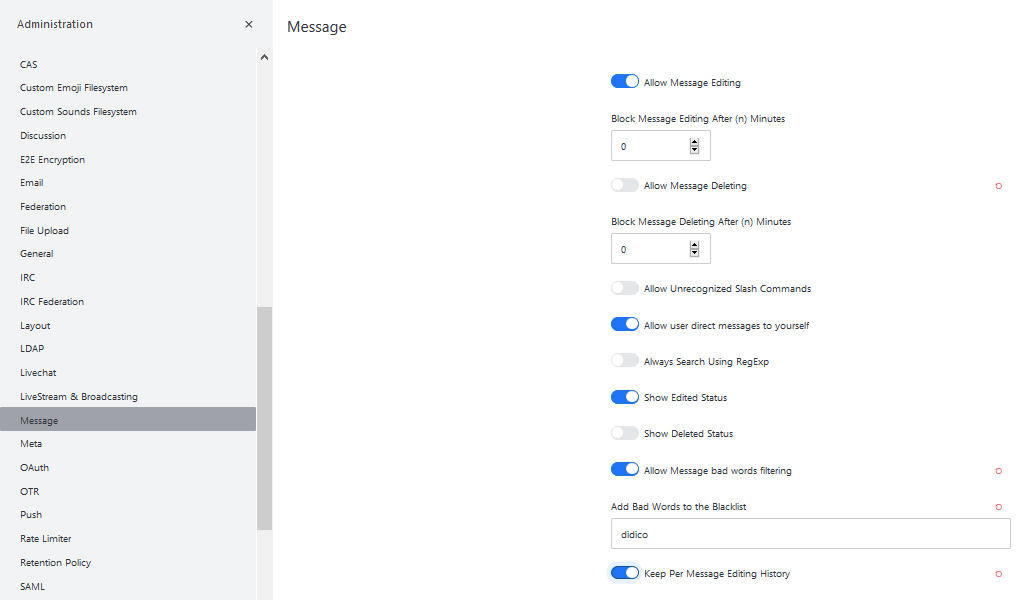 Administration
CAS
Custom Emoji Filesystem
Custom Sounds Filesystem
Discussion
E2E Encryption
Email
Federation
File Upload
General
IRC
IRC Federation
Layout
LDAP
Livechat
LiveStream & Broadcasting
Message
Meta
OAuth
OTR
Push
Rate Limiter
Retention Policy
SAML
Message
Allow Message Editing
Block Message Editing After (n) Minutes
0
Allow Message Deleting
Block Message Deleting After (n) Minutes
0
Allow Unrecognized Slash Commands
Allow user direct messages to yourself
Always Search Using RegExp
Show Edited Status
Show Deleted Status
Allow Message bad words filtering
Add Bad Words to the Blacklist
didico
Keep Per Message Editing History